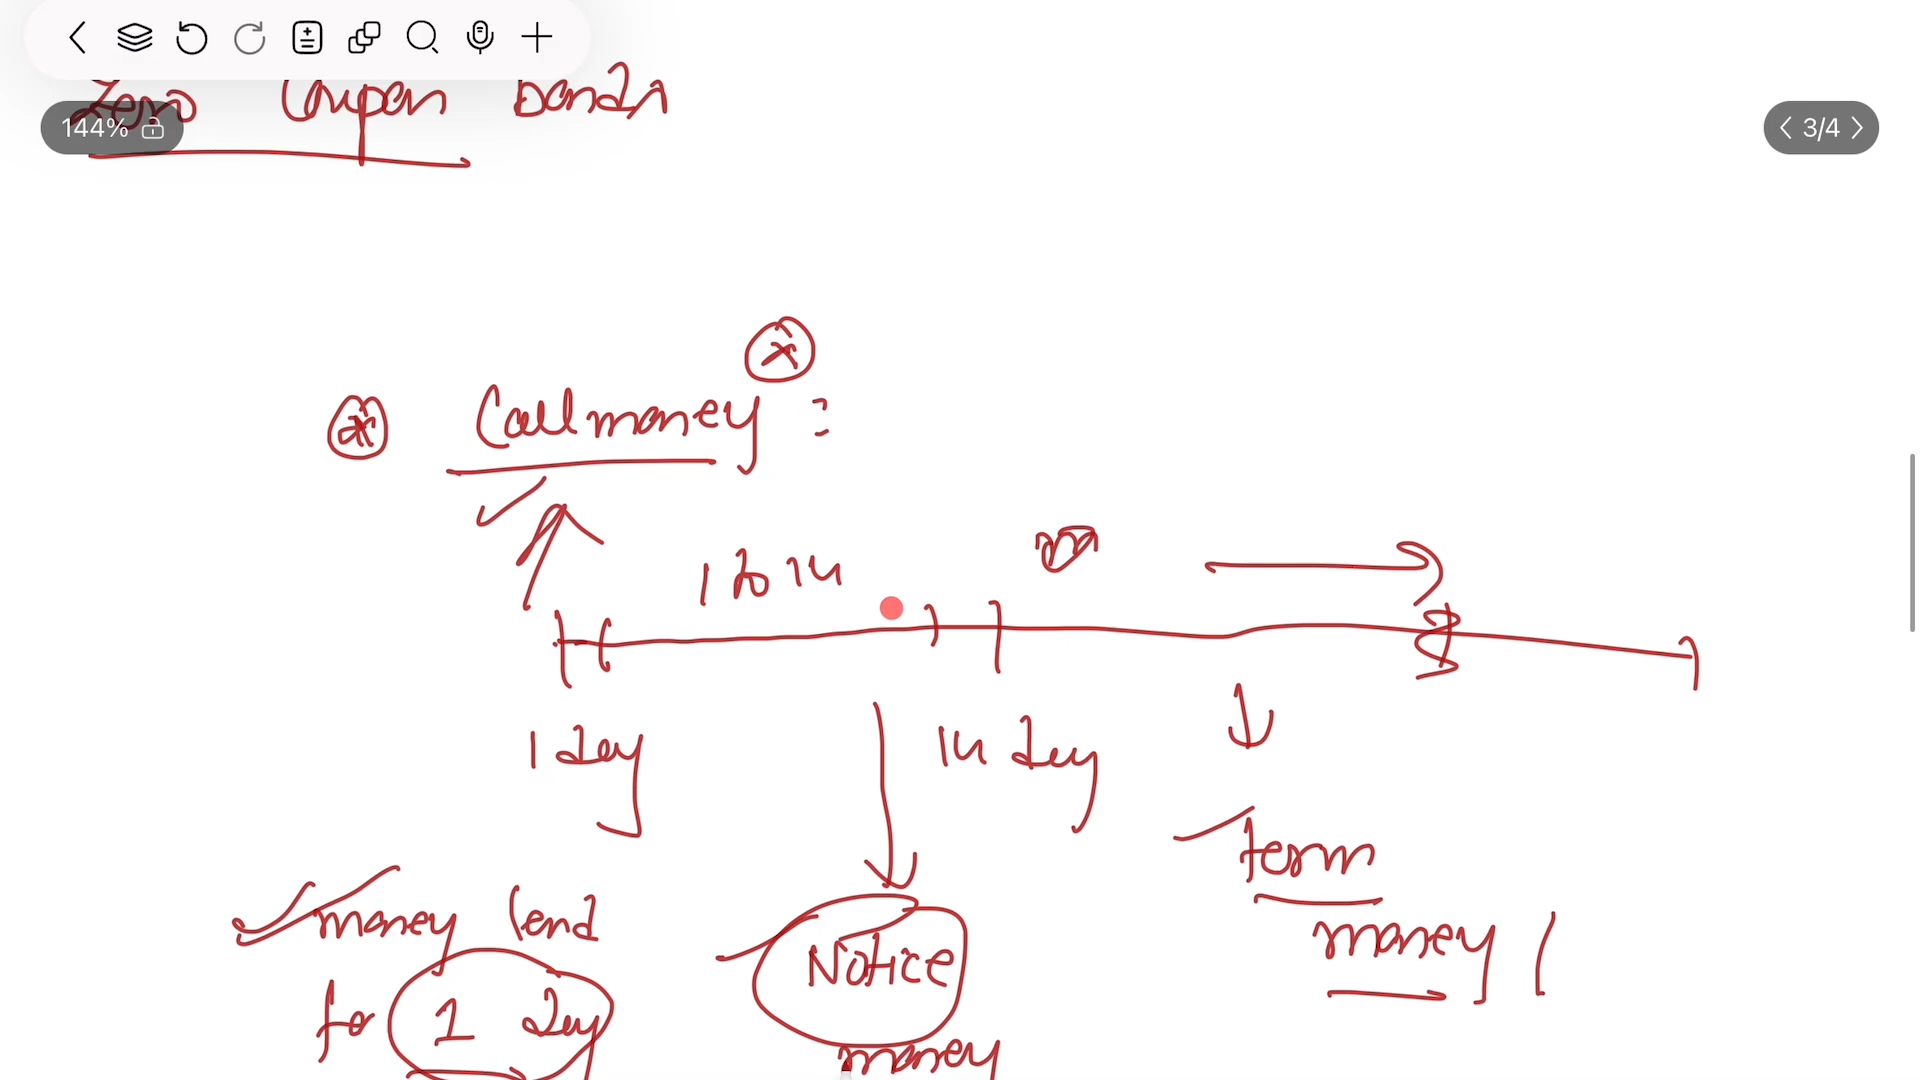 Zero Coupon Bonds
144%
3/4
Call money :
1 to 14
1 day
14 day
term
money
money lend
for 1 day
Notice
money